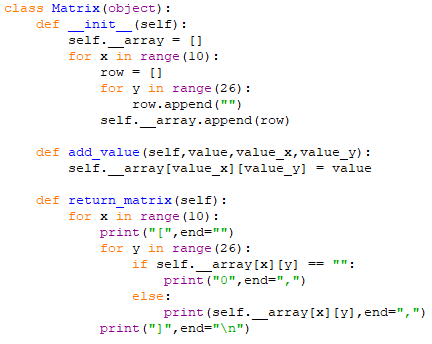 class Matrix(object):
    def __init__(self):
        self.__array = []
        for x in range(10):
            row = []
            for y in range(26):
                row.append("")
            self.__array.append(row)

    def add_value(self,value,value_x,value_y):
        self.__array[value_x][value_y] = value

    def return_matrix(self):
        for x in range(10):
            print("[",end="")
            for y in range(26):
                if self.__array[x][y] == "":
                    print("0",end=",")
                else:
                    print(self.__array[x][y],end=",")
            print("]",end="\n")